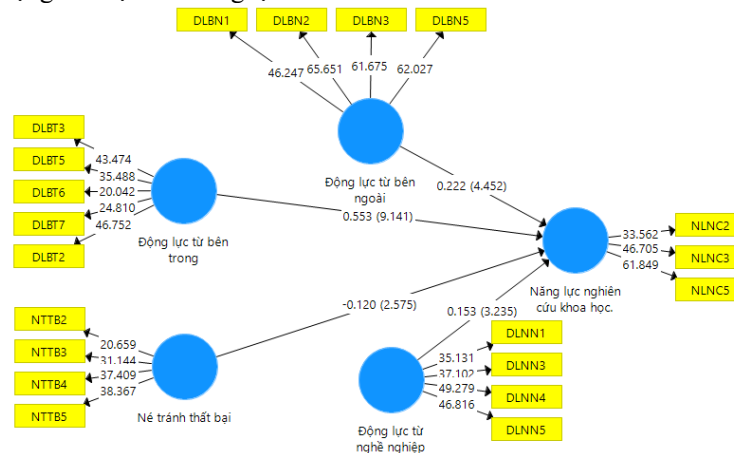 DLBN1
DLBN2
DLBN3
DLBN5
46.247
65.651
61.675
62.027
Động lực từ bên
ngoài
DLBT3
DLBT5
DLBT6
DLBT7
DLBT2
43.474
35.488
20.042
24.810
46.752
Động lực từ bên
trong
0.222 (4.452)
0.553 (9.141)
-0.120 (2.575)
0.153 (3.235)
NLNC2
NLNC3
NLNC5
33.562
46.705
61.849
Năng lực nghiên
cứu khoa học.
NTTB2
NTTB3
NTTB4
NTTB5
20.659
31.144
37.409
38.367
Né tránh thất bại
DLNN1
DLNN3
DLNN4
DLNN5
35.131
37.102
49.279
46.816
Động lực từ
nghề nghiệp